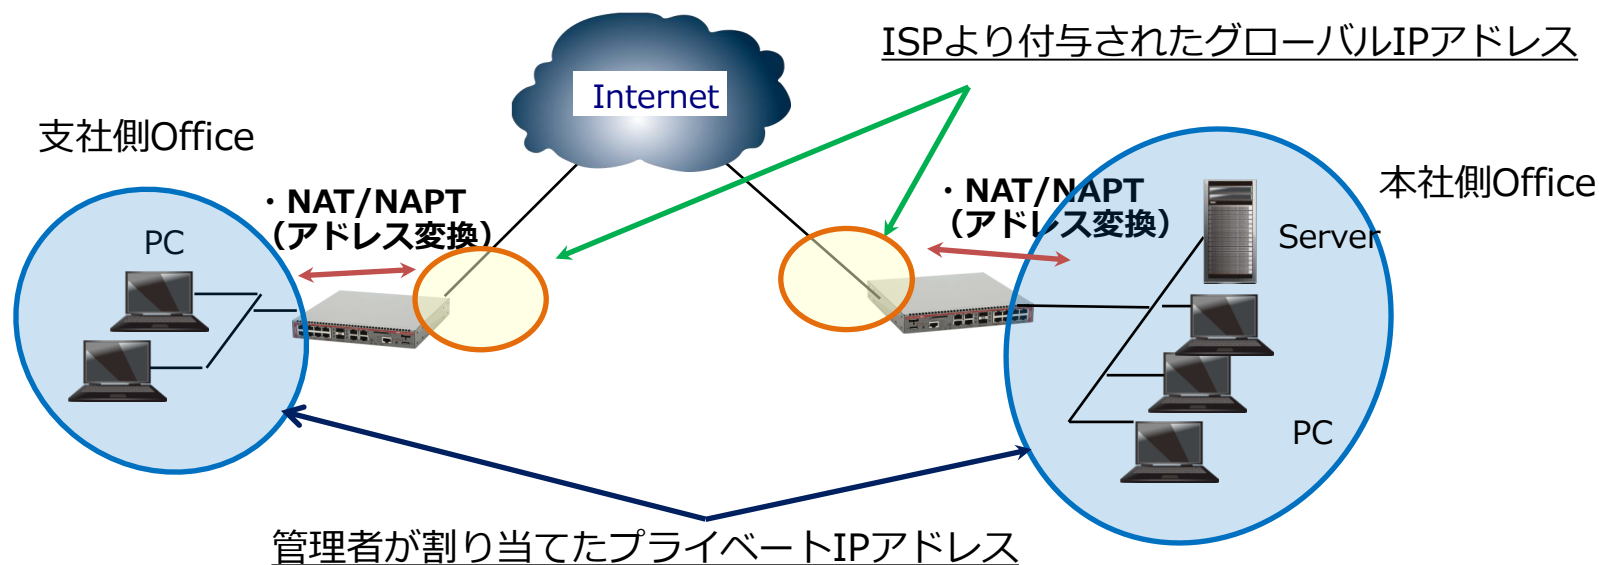 ISPより付与されたグローバルIPアドレス
Internet
支社側Office
・NAT/NAPT
（アドレス変換）
PC
・NAT/NAPT
（アドレス変換）
本社側Office
Server
PC
管理者が割り当てたプライベートIPアドレス